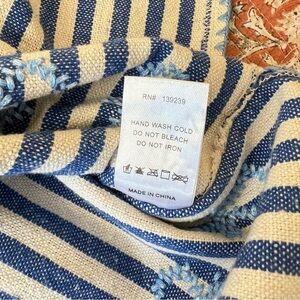 RN# 139239
HAND WASH COLD
DO NOT BLEACH
DO NOT IRON
MADE IN CHINA